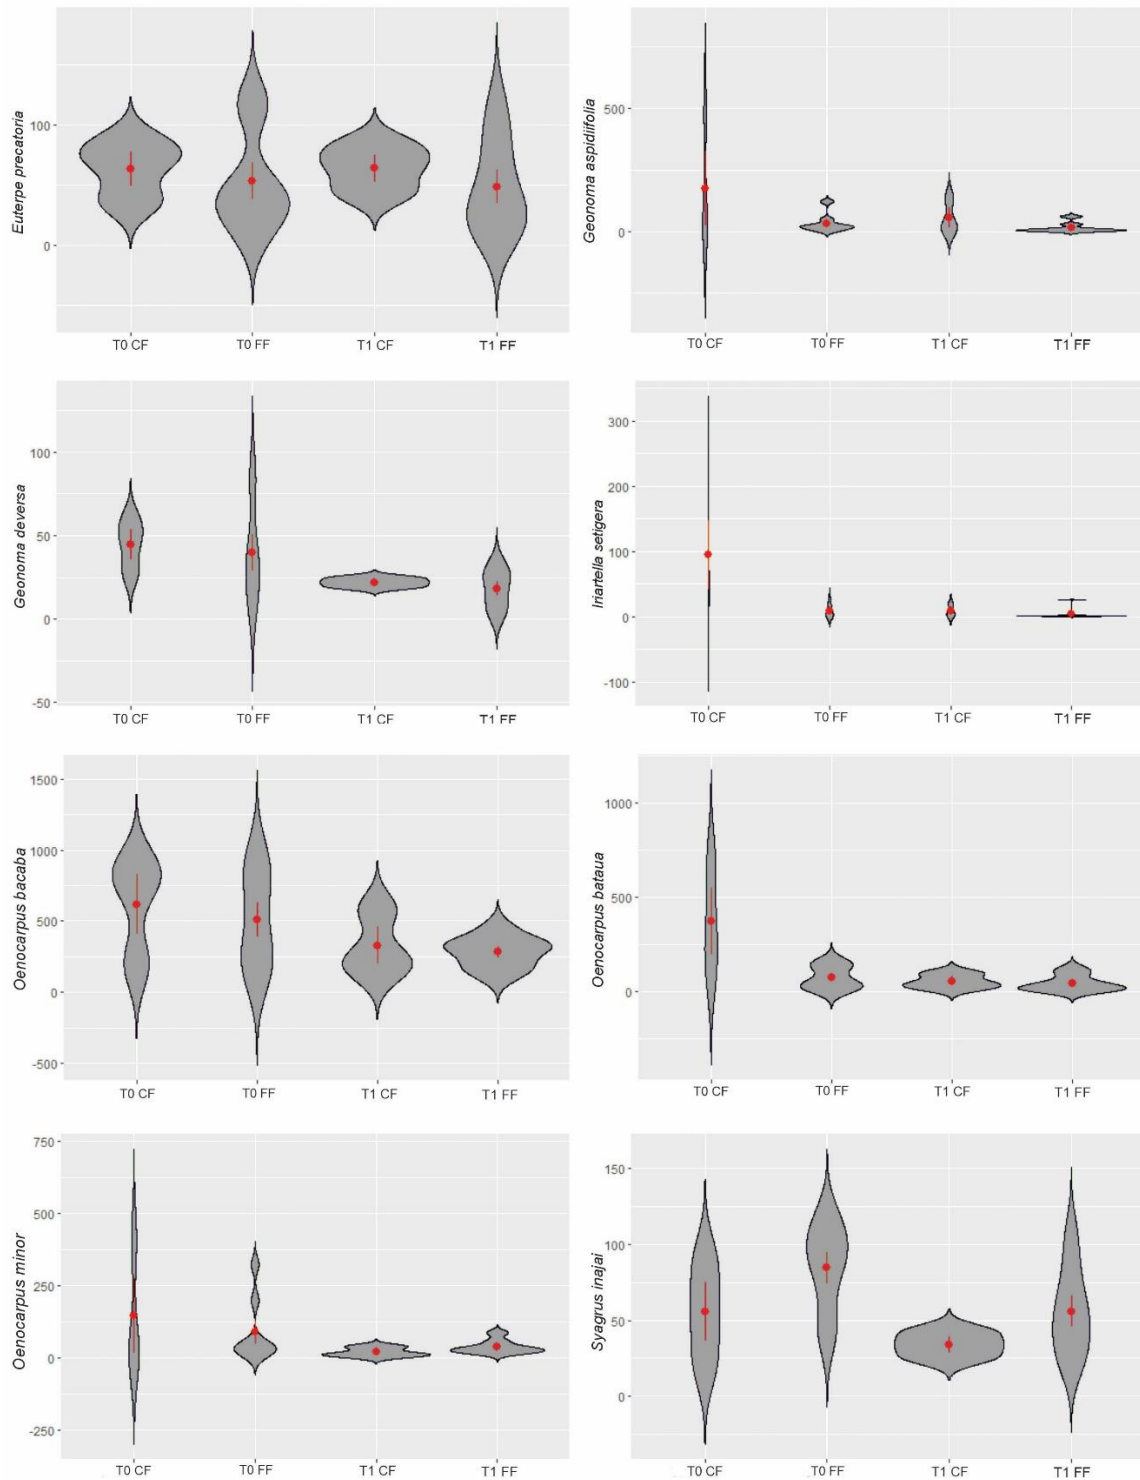 Euterpe precatoria
100
0
T0 CF T0 FF T1 CF T1 FF
Geonoma aspidiifolia
500
0
T0 CF T0 FF T1 CF T1 FF
Geonoma deversa
100
50
0
-50
T0 CF T0 FF T1 CF T1 FF
Iriartella setigera
300
200
100
0
-100
T0 CF T0 FF T1 CF T1 FF
Oenocarpus bacaba
1500
1000
500
0
-500
T0 CF T0 FF T1 CF T1 FF
Oenocarpus bataua
1000
500
0
T0 CF T0 FF T1 CF T1 FF
Oenocarpus minor
750
500
250
0
-250
T0 CF T0 FF T1 CF T1 FF
Syagrus inajai
150
100
50
0
T0 CF T0 FF T1 CF T1 FF